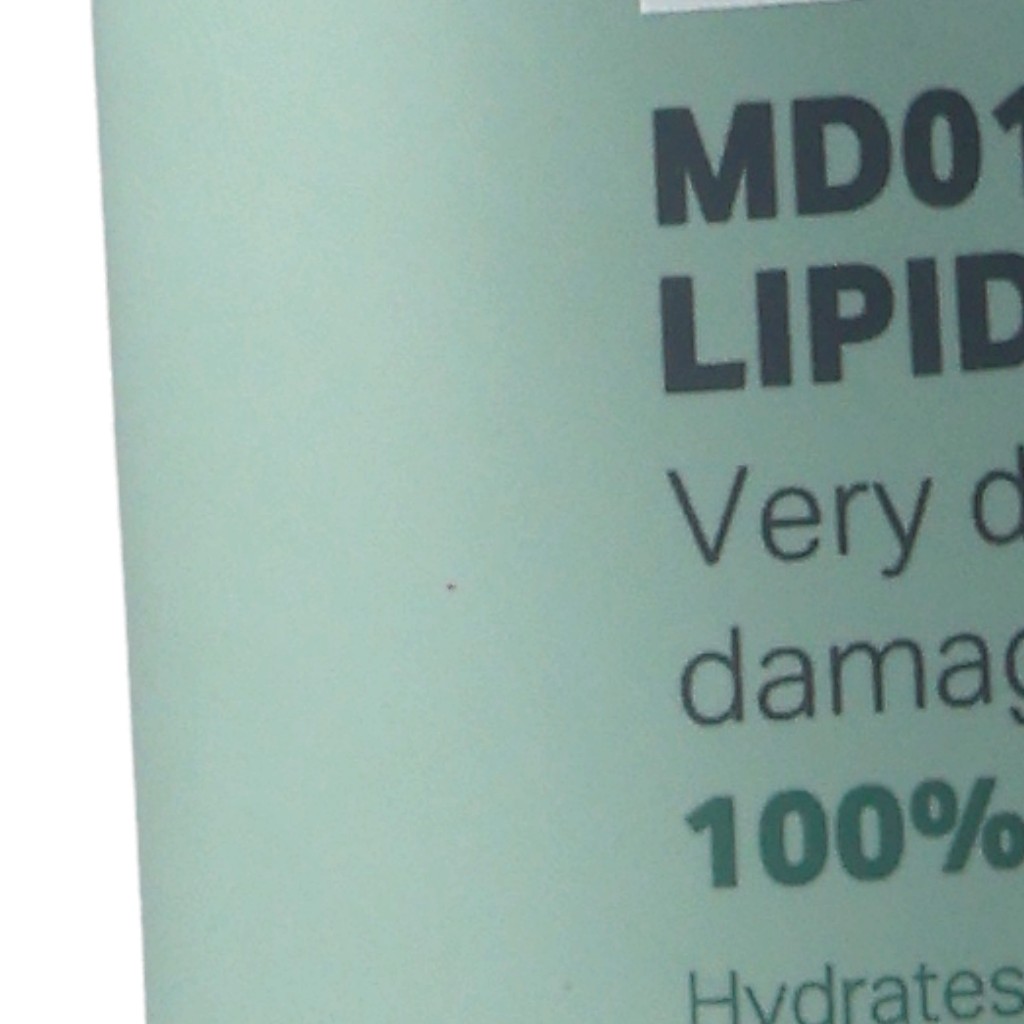 MD01
LIPID
Very d
damag
100%
Hydrates